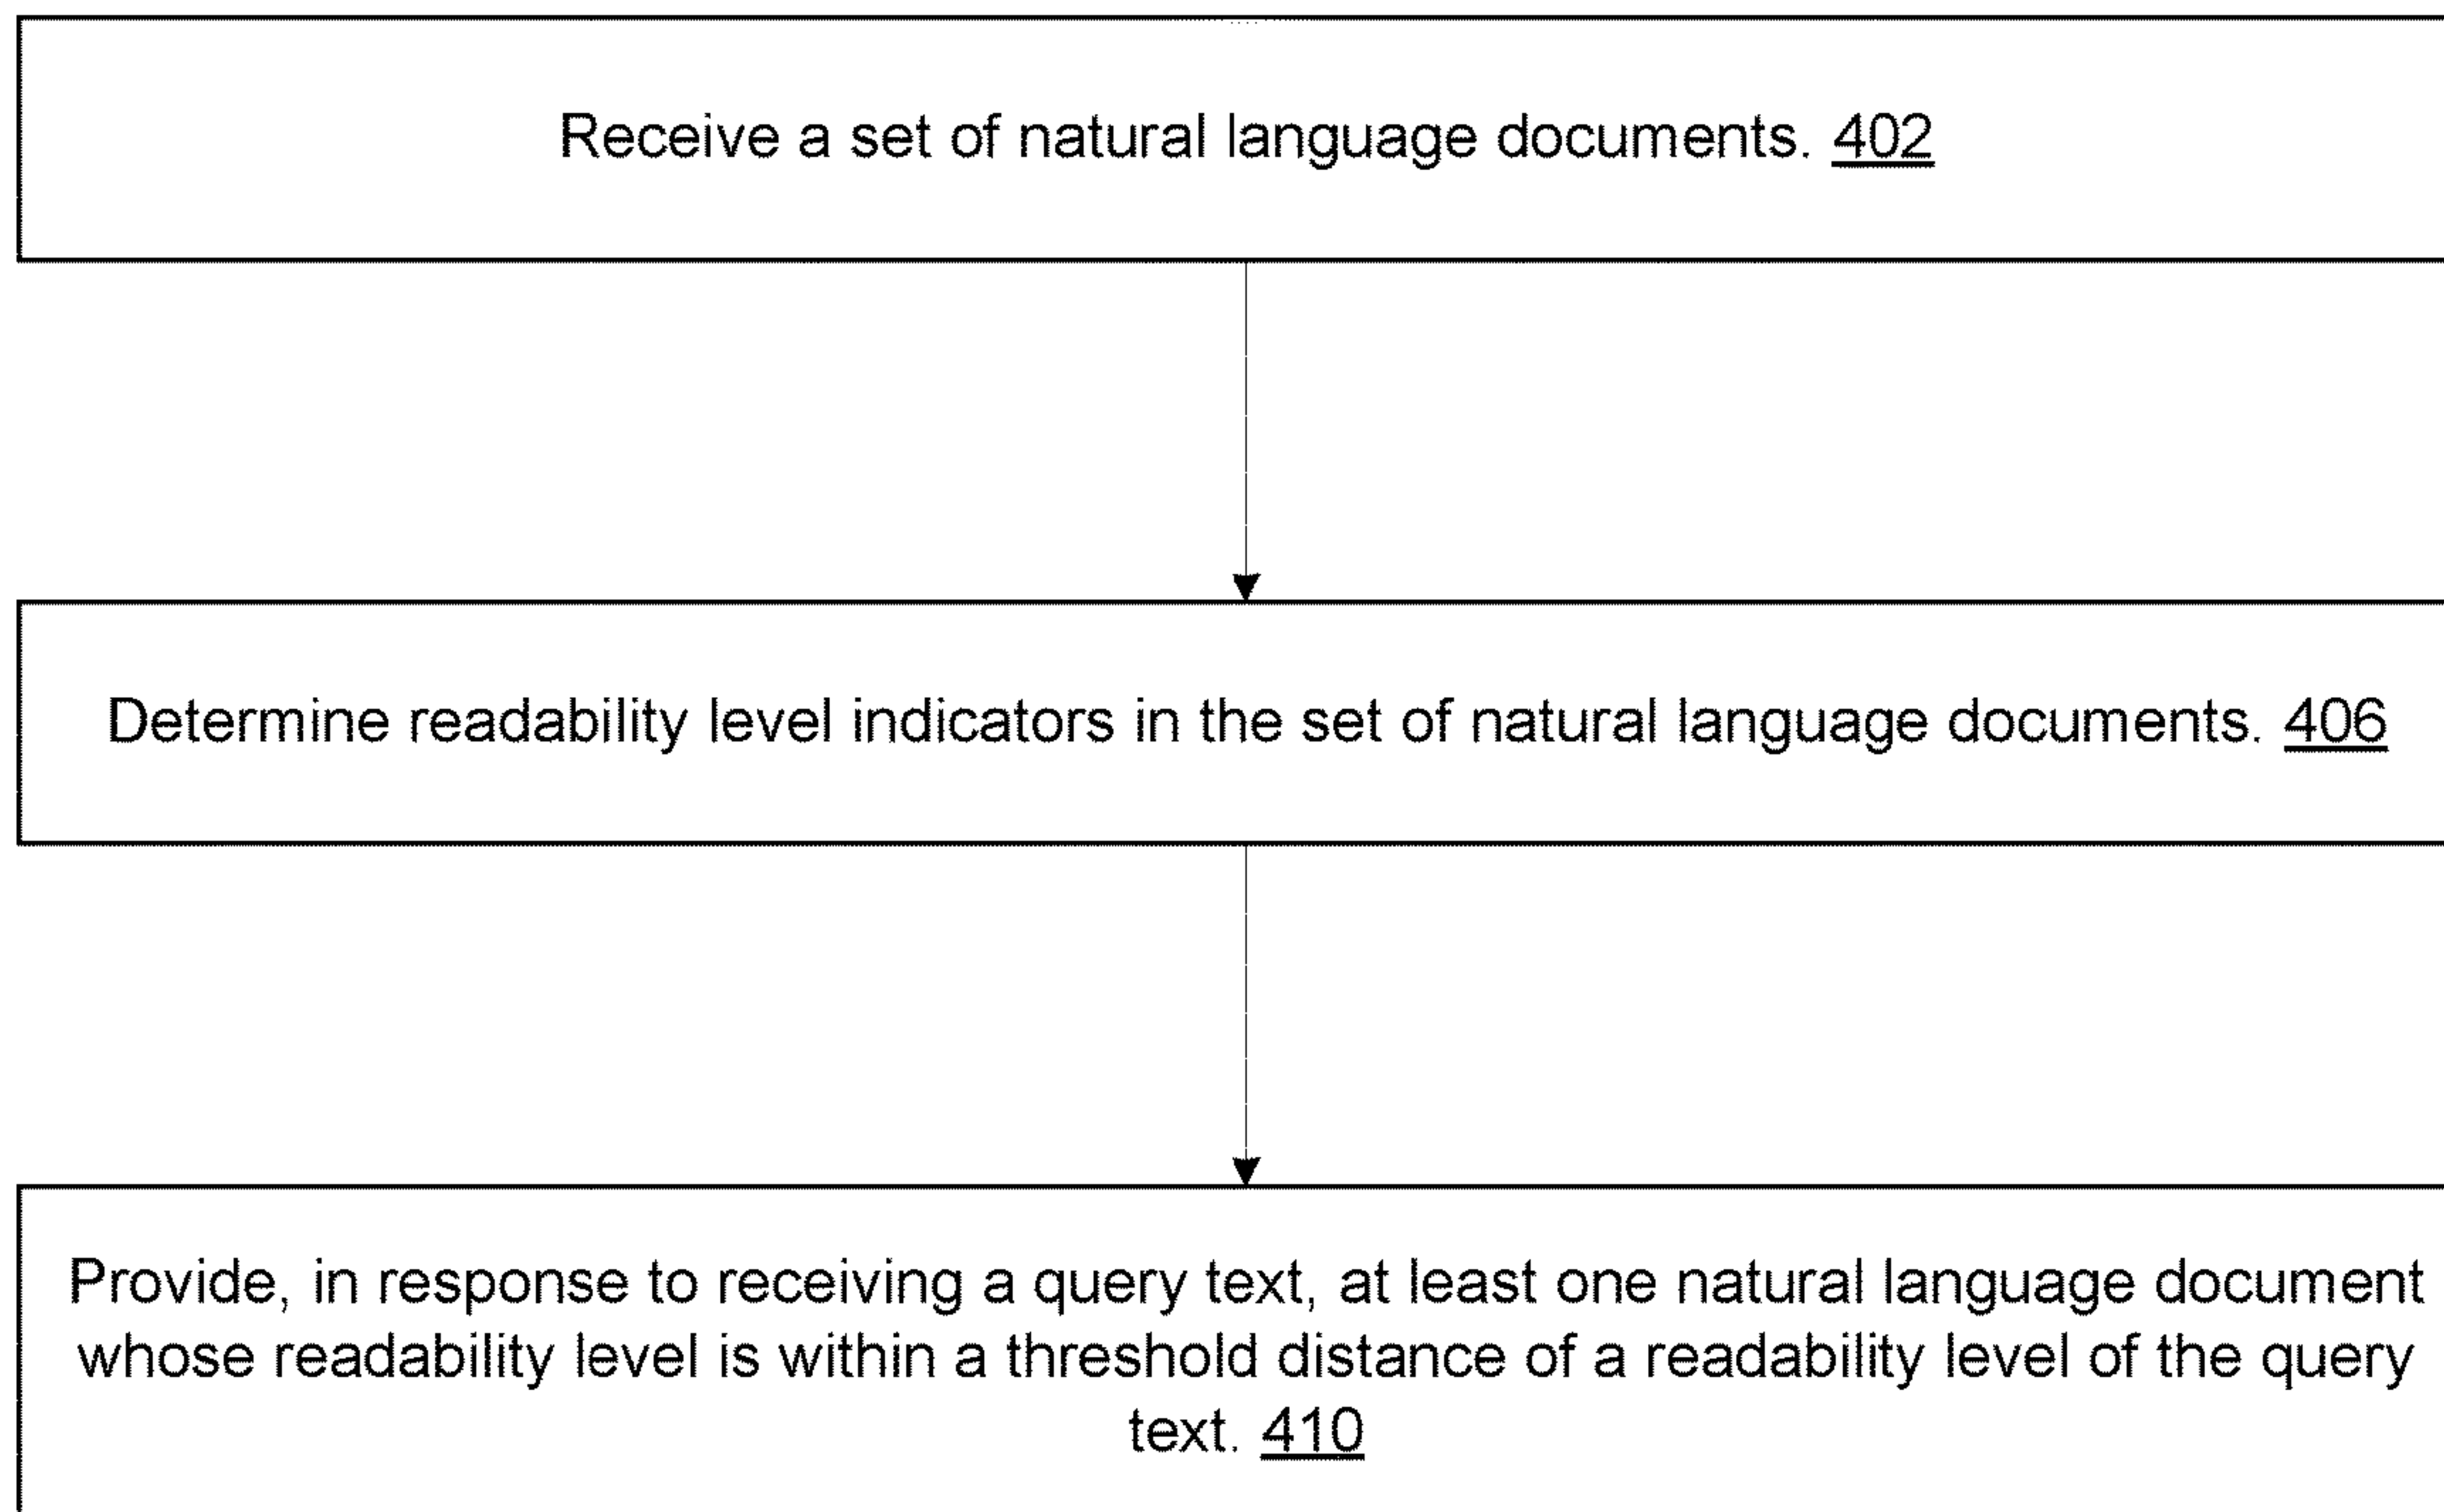 Receive a set of natural language documents. 402
Determine readability level indicators in the set of natural language documents. 406
Provide, in response to receiving a query text, at least one natural language document
whose readability level is within a threshold distance of a readability level of the query
text. 410